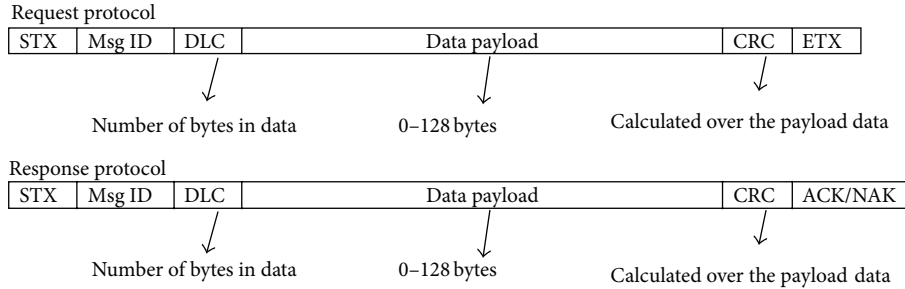 Request protocol
STX Msg ID DLC Data payload CRC ETX
Number of bytes in data 0–128 bytes Calculated over the payload data
Response protocol
STX Msg ID DLC Data payload CRC ACK/NAK
Number of bytes in data 0–128 bytes Calculated over the payload data